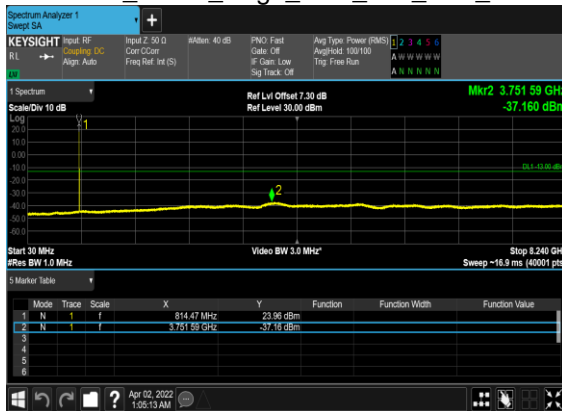 Spectrum Analyzer 1
Swept SA
KEYSIGHT Input: RF Input Z: 50 Ω #Atten: 40 dB PNO: Fast Avg Type: Power (RMS) 1 2 3 4 5 6
RL Coupling: DC Corr CCorr Gate: Off Avg|Hold: 100/100 A W W W W W
Align: Auto Freq Ref: Int (S) IF Gain: Low Trig: Free Run
Sig Track: Off A N N N N N
1 Spectrum Ref Lvl Offset 7.30 dB Mkr2 3.751 59 GHz
Scale/Div 10 dB Ref Level 30.00 dBm -37.160 dBm
Log
20.0
10.0
0.00
-10.0 DL1 -13.00 dBm
-20.0
-30.0
-40.0
-50.0
-60.0
1
2
Start 30 MHz Video BW 3.0 MHz* Stop 8.240 GHz
#Res BW 1.0 MHz Sweep ~16.9 ms (40001 pts)
5 Marker Table
Mode Trace Scale X Y Function Function Width Function Value
1 N 1 f 814.47 MHz 23.96 dBm
2 N 1 f 3.751 59 GHz -37.16 dBm
3
4
5
6
? Apr 02, 2022
1:05:13 AM